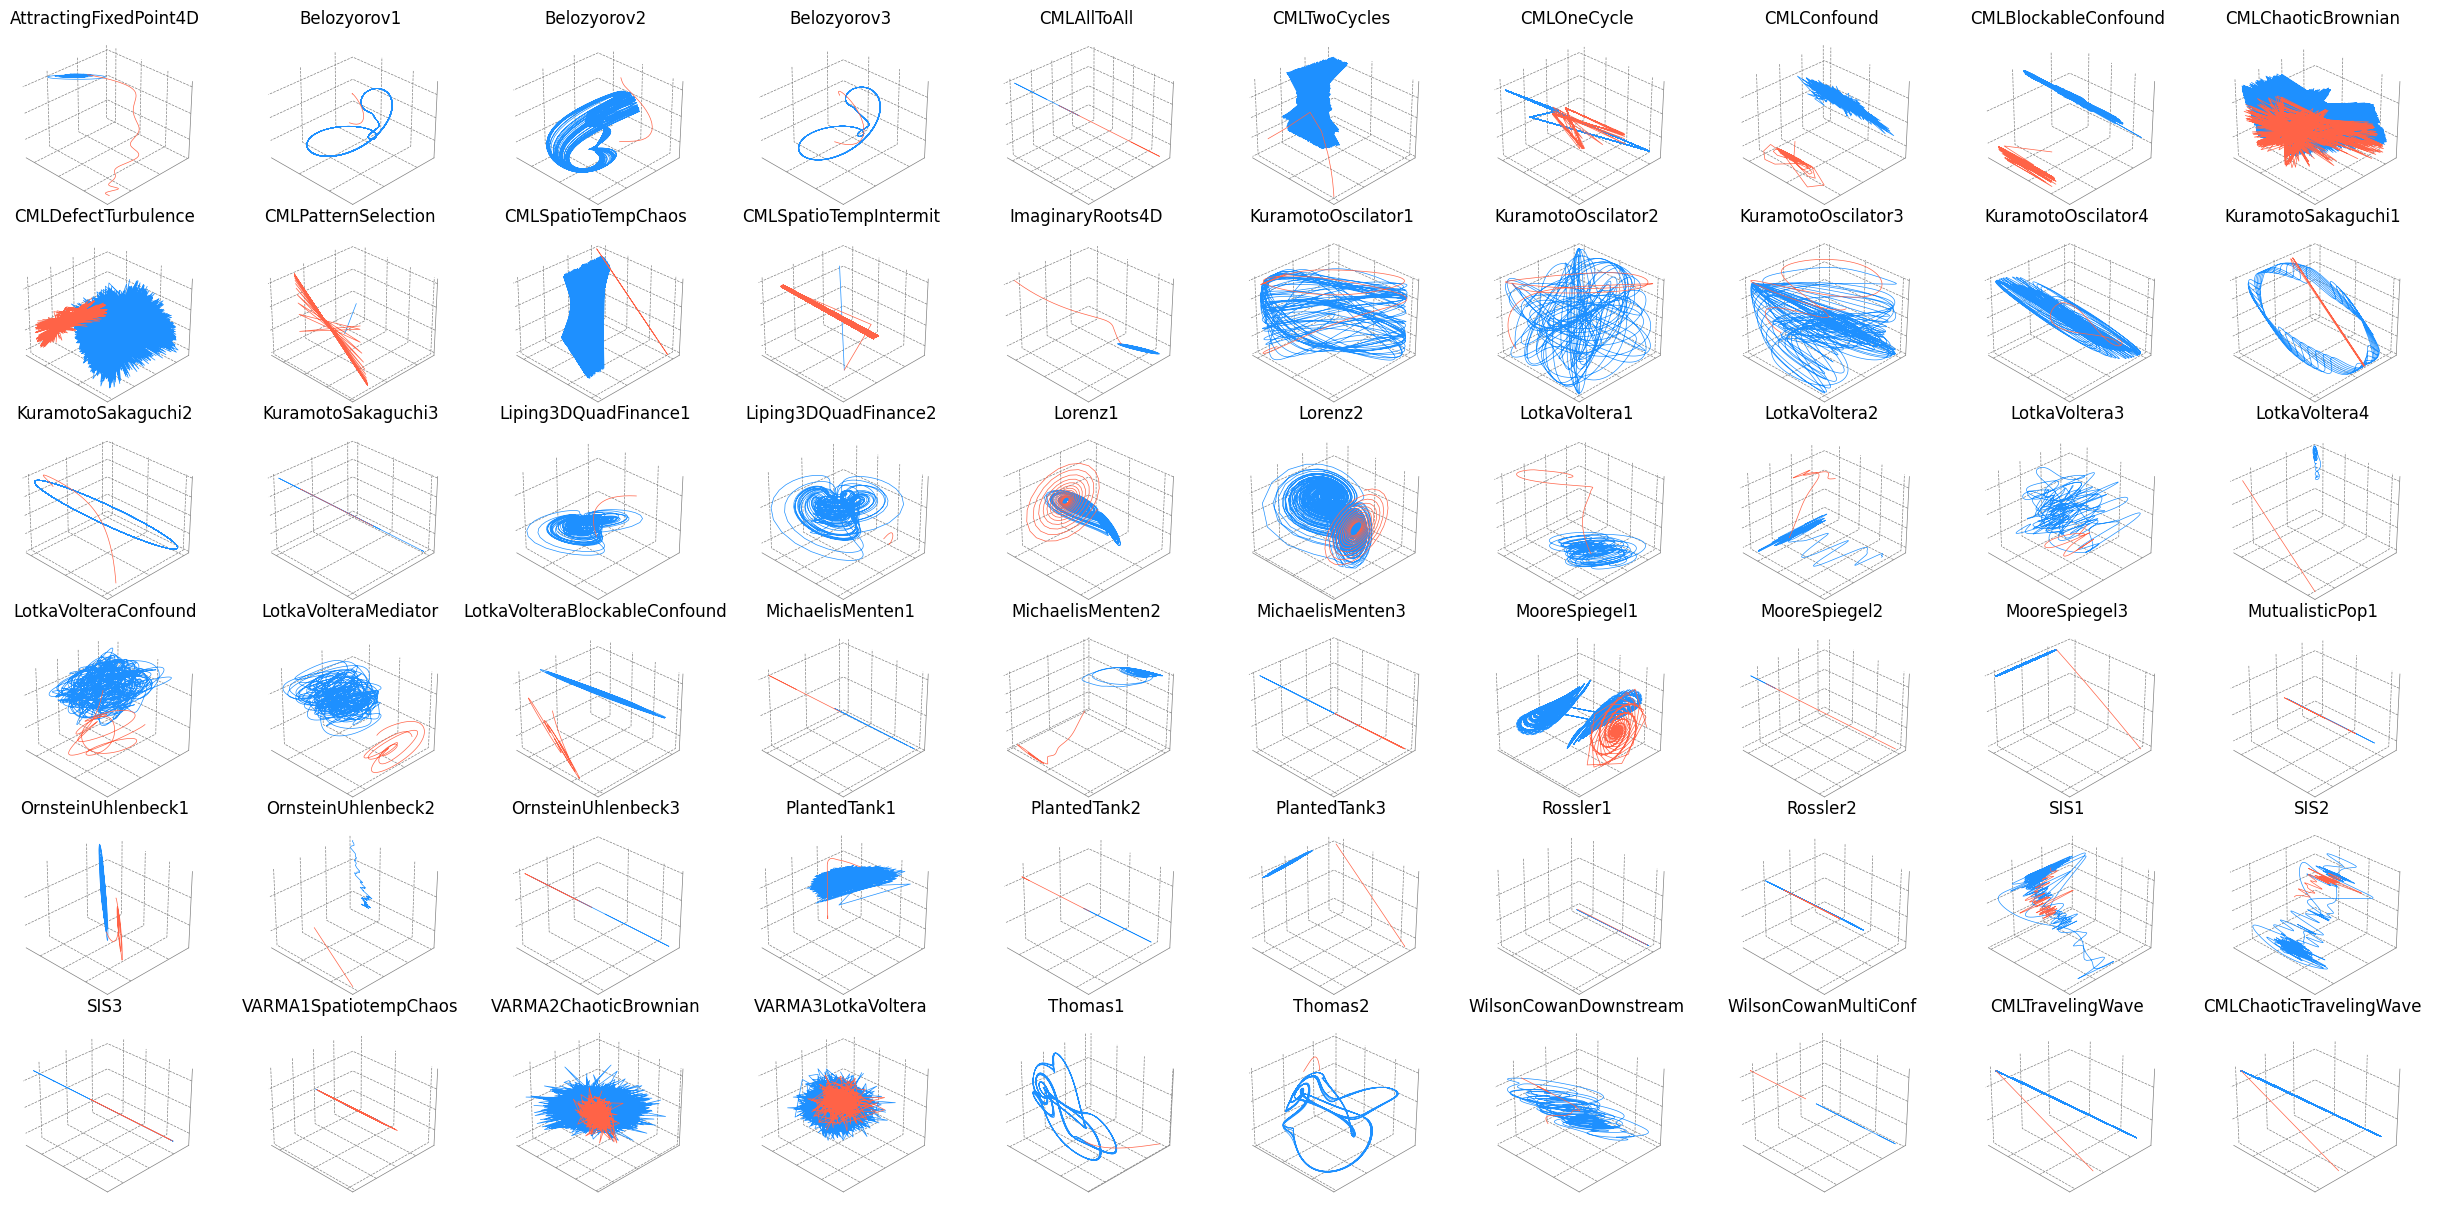 AttractingFixedPoint4D Belozyorov1 Belozyorov2 Belozyorov3 CMLAllToAll CMLTwoCycles CMLOneCycle CMLConfound CMLBlockableConfound CMLChaoticBrownian
CMLDefectTurbulence CMLPatternSelection CMLSpatioTempChaos CMLSpatioTempIntermit ImaginaryRoots4D KuramotoOscilator1 KuramotoOscilator2 KuramotoOscilator3 KuramotoOscilator4 KuramotoSakaguchi1
KuramotoSakaguchi2 KuramotoSakaguchi3 Liping3DQuadFinance1 Liping3DQuadFinance2 Lorenz1 Lorenz2 LotkaVoltera1 LotkaVoltera2 LotkaVoltera3 LotkaVoltera4
LotkaVolteraConfound LotkaVolteraMediator LotkaVolteraBlockableConfound MichaelisMenten1 MichaelisMenten2 MichaelisMenten3 MooreSpiegel1 MooreSpiegel2 MooreSpiegel3 MutualisticPop1
OrnsteinUhlenbeck1 OrnsteinUhlenbeck2 OrnsteinUhlenbeck3 PlantedTank1 PlantedTank2 PlantedTank3 Rossler1 Rossler2 SIS1 SIS2
SIS3 VARMA1SpatiotempChaos VARMA2ChaoticBrownian VARMA3LotkaVoltera Thomas1 Thomas2 WilsonCowanDownstream WilsonCowanMultiConf CMLTravelingWave CMLChaoticTravelingWave